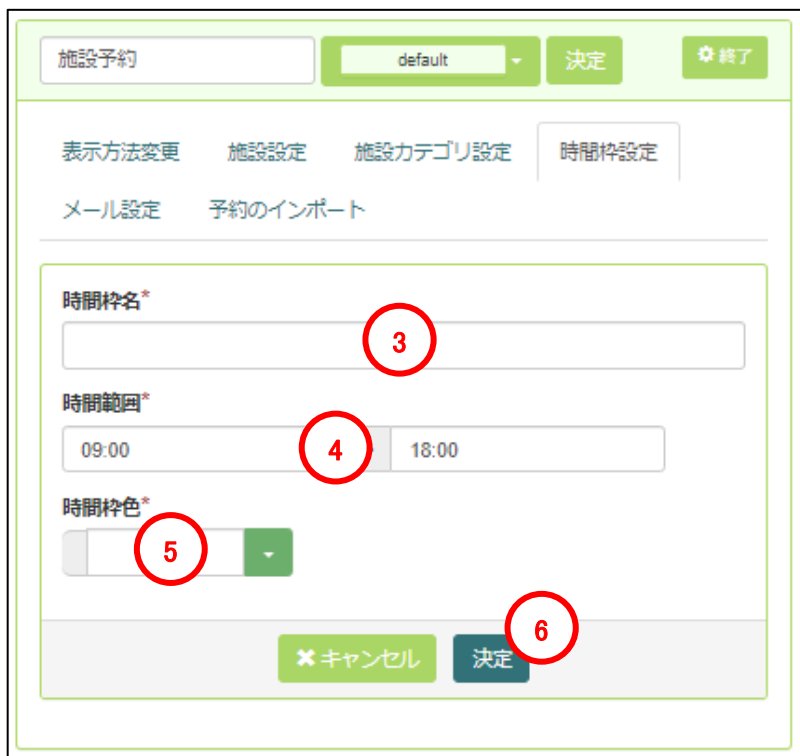 施設予約 default 決定 終了
表示方法変更 施設設定 施設カテゴリ設定 時間枠設定
メール設定 予約のインポート
時間枠名*
3
時間範囲*
09:00 4 18:00
時間枠色*
5
6
キャンセル 決定